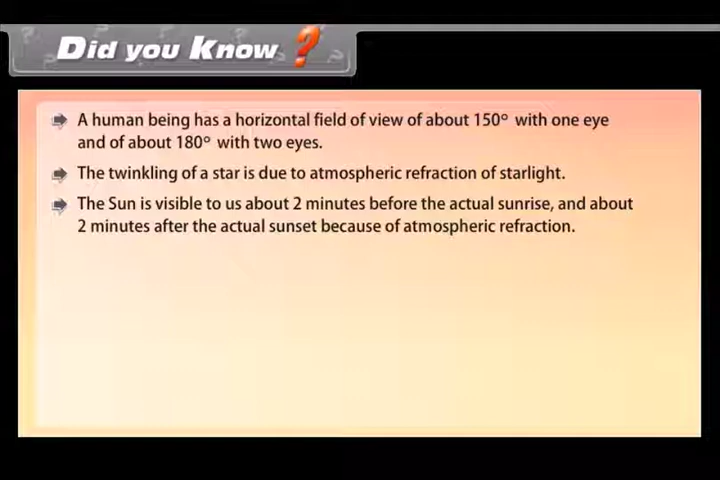 Did you Know ?
A human being has a horizontal field of view of about 150° with one eye
and of about 180° with two eyes.
The twinkling of a star is due to atmospheric refraction of starlight.
The Sun is visible to us about 2 minutes before the actual sunrise, and about
2 minutes after the actual sunset because of atmospheric refraction.